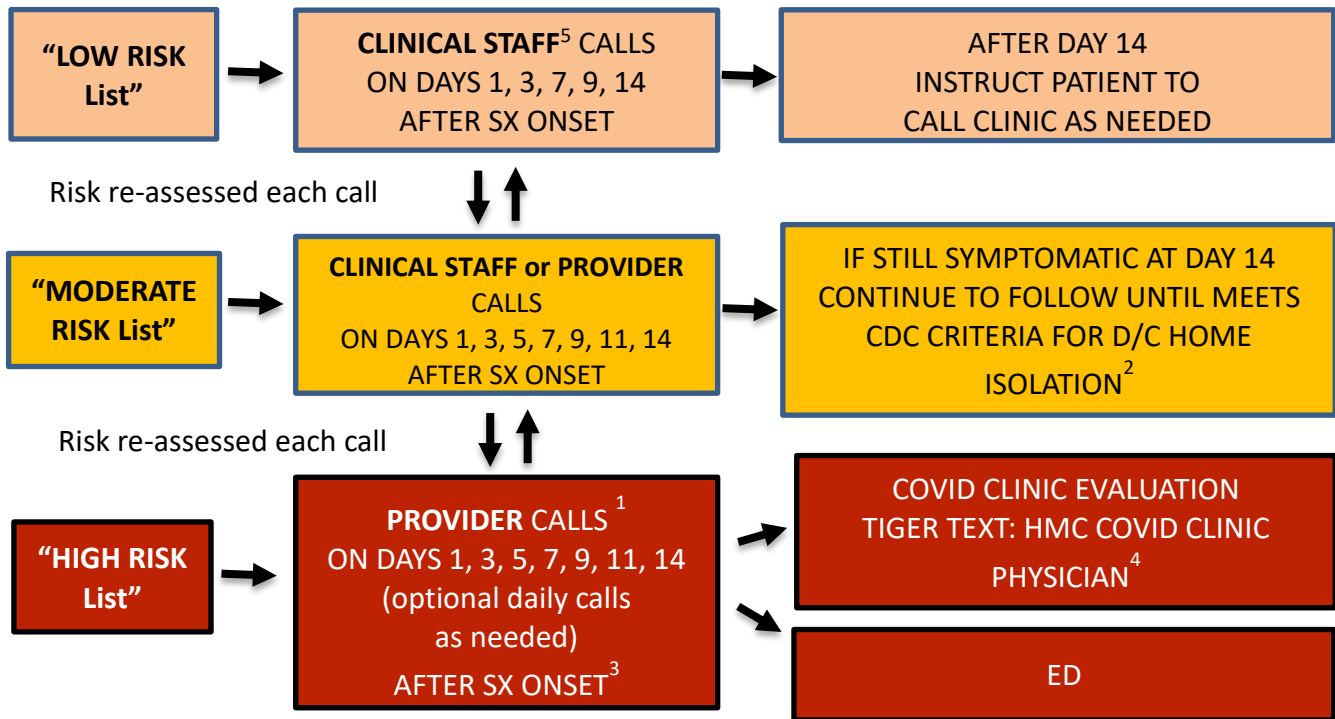 “LOW RISK
List”
CLINICAL STAFF⁵ CALLS
ON DAYS 1, 3, 7, 9, 14
AFTER SX ONSET
AFTER DAY 14
INSTRUCT PATIENT TO
CALL CLINIC AS NEEDED
Risk re-assessed each call
“MODERATE
RISK List”
CLINICAL STAFF or PROVIDER
CALLS
ON DAYS 1, 3, 5, 7, 9, 11, 14
AFTER SX ONSET
IF STILL SYMPTOMATIC AT DAY 14
CONTINUE TO FOLLOW UNTIL MEETS
CDC CRITERIA FOR D/C HOME
ISOLATION²
Risk re-assessed each call
“HIGH RISK
List”
PROVIDER CALLS ¹
ON DAYS 1, 3, 5, 7, 9, 11, 14
(optional daily calls
as needed)
AFTER SX ONSET³
COVID CLINIC EVALUATION
TIGER TEXT: HMC COVID CLINIC
PHYSICIAN⁴
ED